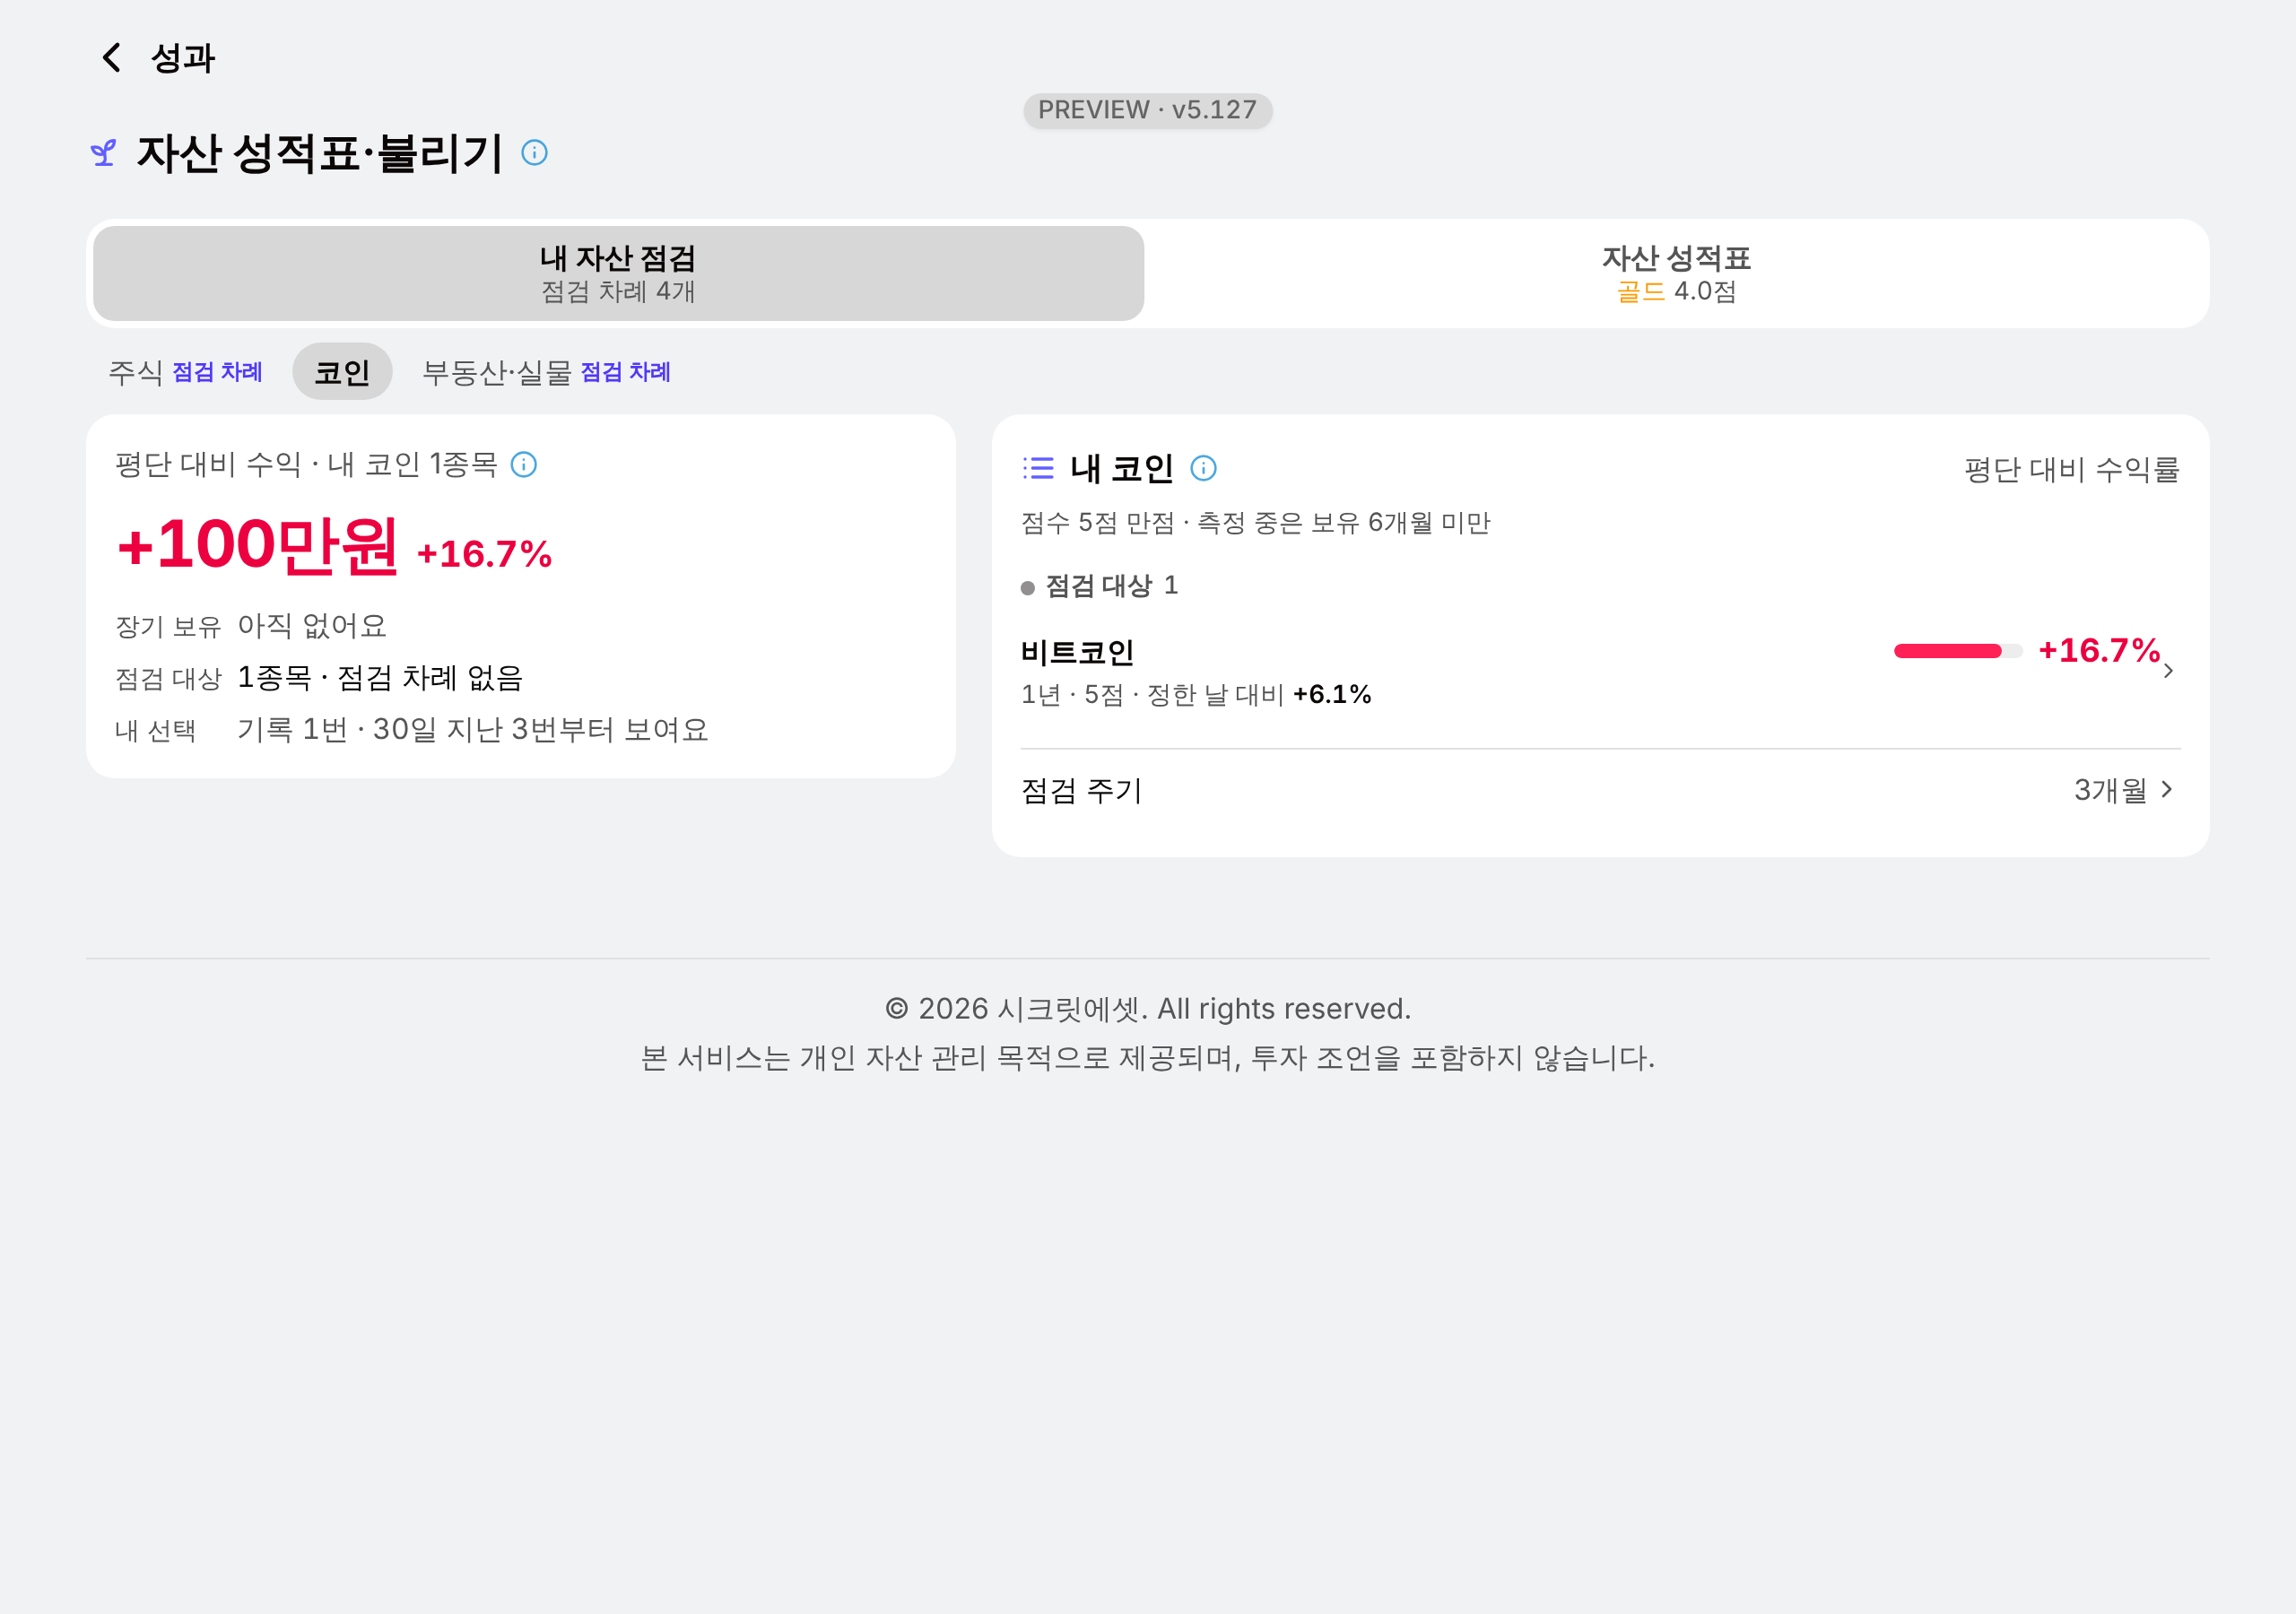 성과
PREVIEW · v5.127
자산 성적표·불리기
내 자산 점검
점검 차례 4개
자산 성적표
골드 4.0점
주식 점검 차례 코인 부동산·실물 점검 차례
평단 대비 수익 · 내 코인 1종목
+100만원 +16.7%
장기 보유 아직 없어요
점검 대상 1종목 · 점검 차례 없음
내 선택 기록 1번 · 30일 지난 3번부터 보여요
내 코인 평단 대비 수익률
점수 5점 만점 · 측정 중은 보유 6개월 미만
점검 대상 1
비트코인 +16.7%
1년 · 5점 · 정한 날 대비 +6.1%
점검 주기 3개월
© 2026 시크릿에셋. All rights reserved.
본 서비스는 개인 자산 관리 목적으로 제공되며, 투자 조언을 포함하지 않습니다.